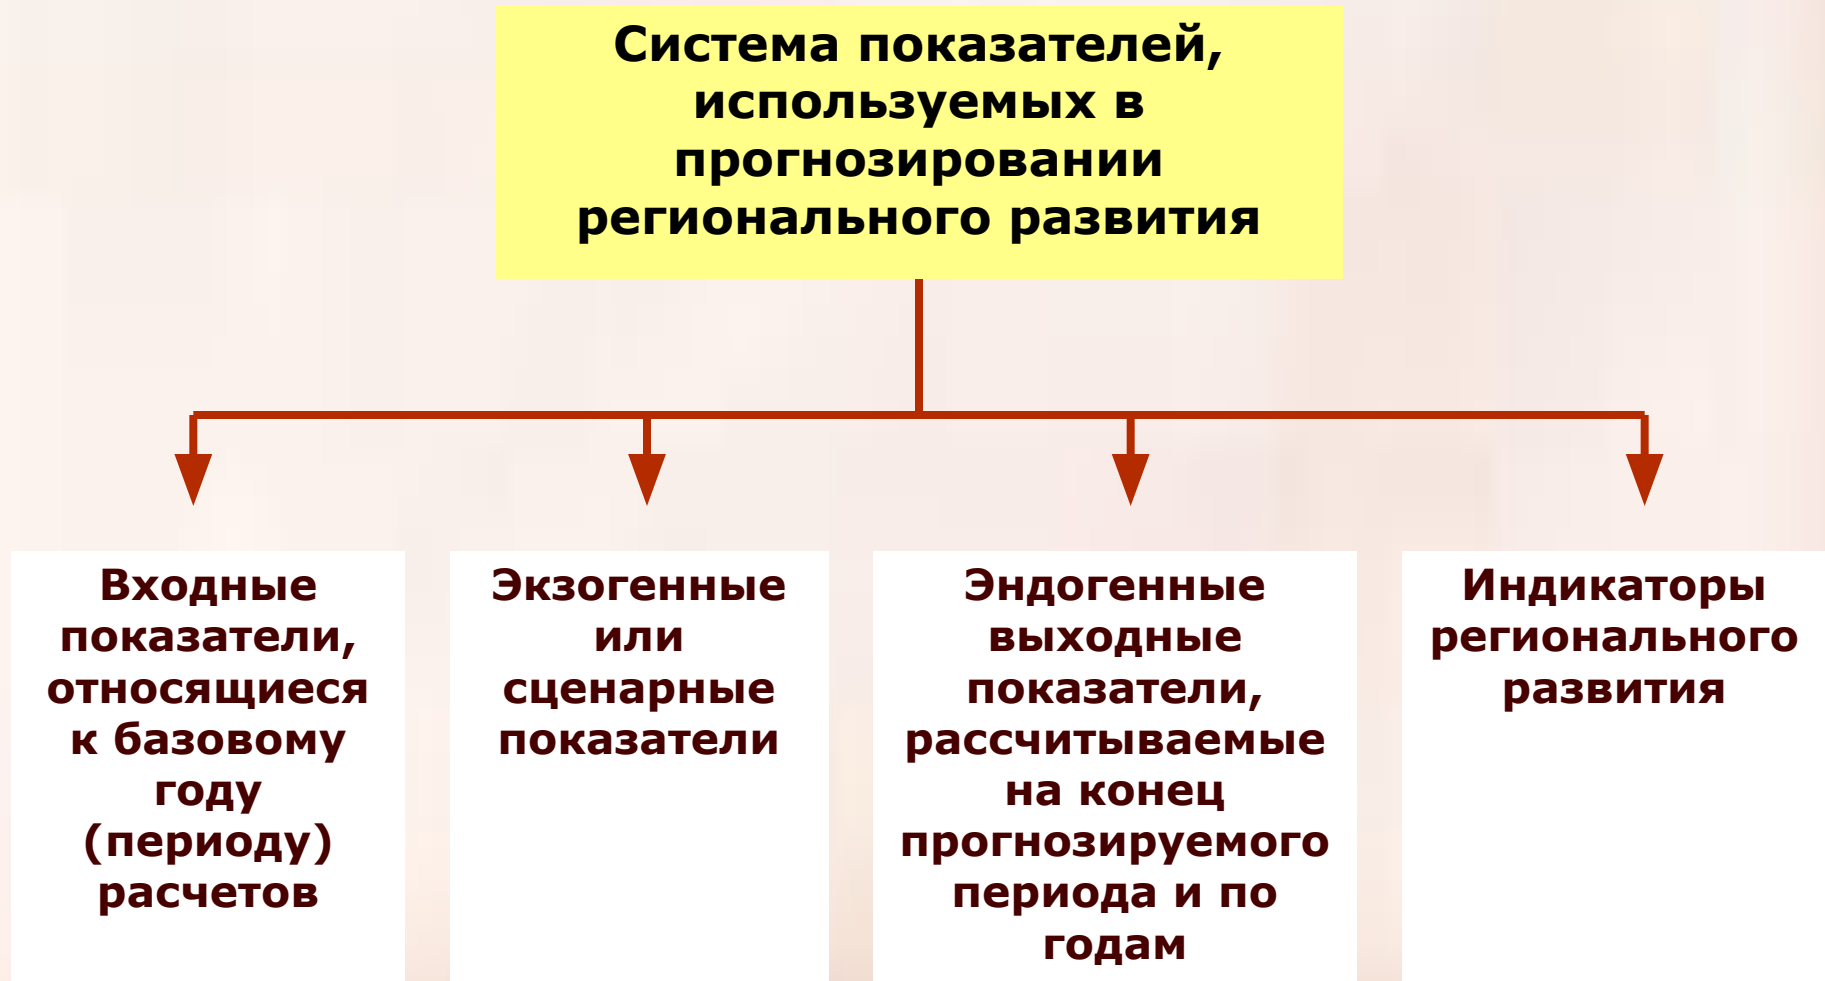 Система показателей,
используемых в
прогнозировании
регионального развития
Входные
показатели,
относящиеся
к базовому
году
(периоду)
расчетов
Экзогенные
или
сценарные
показатели
Эндогенные
выходные
показатели,
рассчитываемые
на конец
прогнозируемого
периода и по
годам
Индикаторы
регионального
развития